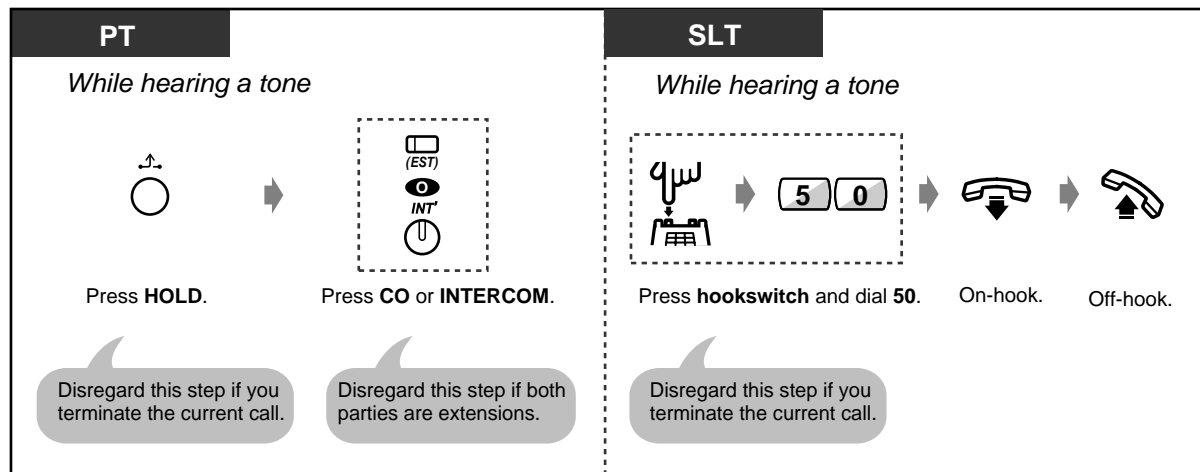 PT
While hearing a tone
(EST)
O
INT'
Press HOLD.
Press CO or INTERCOM.
Disregard this step if you
terminate the current call.
Disregard this step if both
parties are extensions.
SLT
While hearing a tone
5 0
Press hookswitch and dial 50.
On-hook.
Off-hook.
Disregard this step if you
terminate the current call.